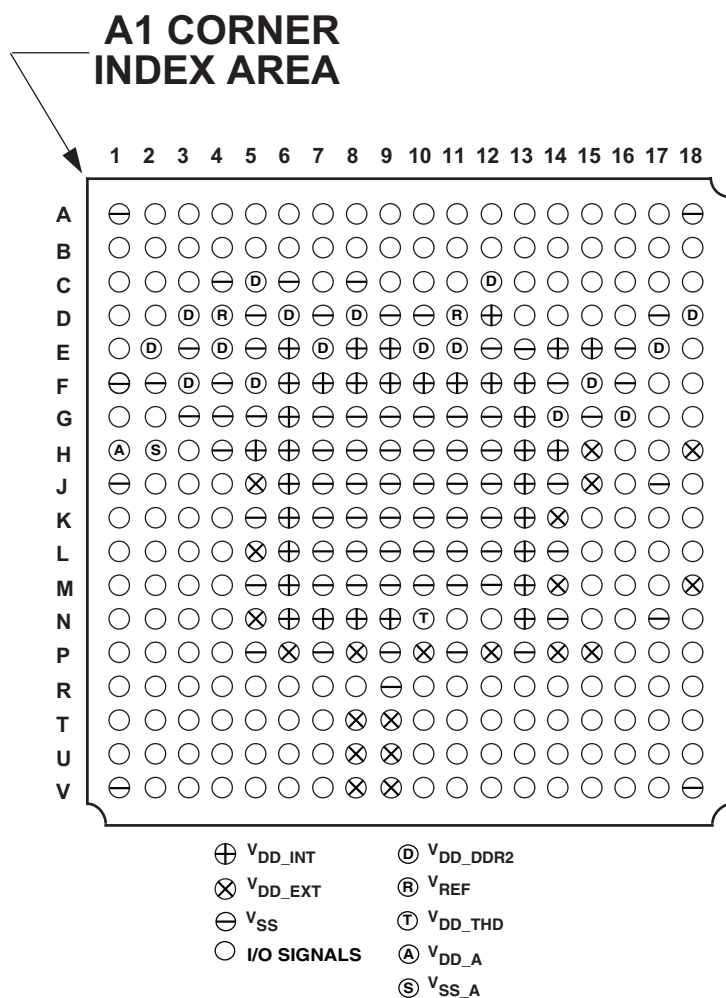 A1 CORNER
INDEX AREA
1 2 3 4 5 6 7 8 9 10 11 12 13 14 15 16 17 18
A
B
C D D
D D R D D R D
E D D D D D D
F D D D
G D D
H A S
J
K
L
M
N T
P
R
T
U
V
VDD_INT
VDD_EXT
VSS
I/O SIGNALS
D VDD_DDR2
R VREF
T VDD_THD
A VDD_A
S VSS_A